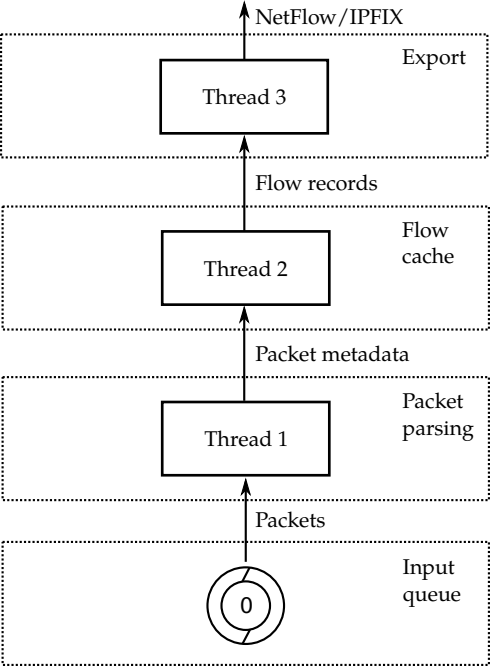 NetFlow/IPFIX
Export
Thread 3
Flow records
Flow
cache
Thread 2
Packet metadata
Packet
parsing
Thread 1
Packets
Input
queue
0